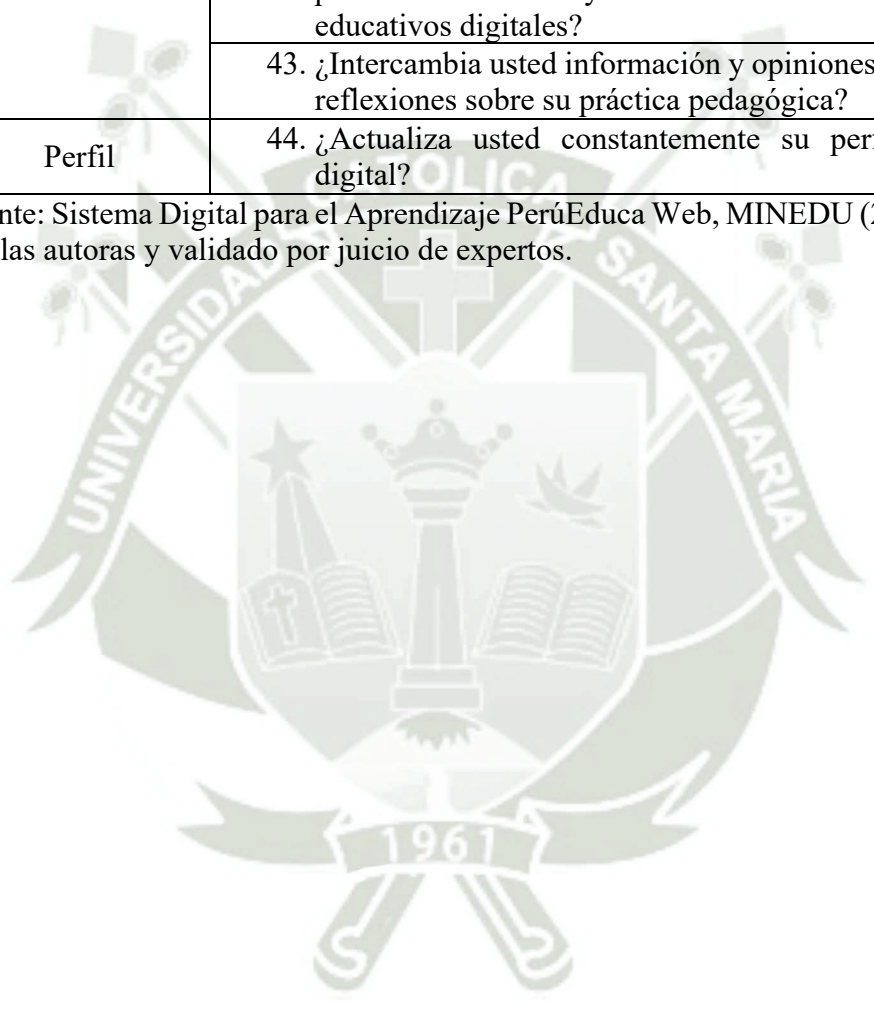 educativos digitales?
43. ¿Intercambia usted información y opiniones
reflexiones sobre su práctica pedagógica?
Perfil
44. ¿Actualiza usted constantemente su
digital?
Sistema Digital para el Aprendizaje PerúEduca Web, MINEDU
las autoras y validado por juicio de expertos.
UNIVERSIDAD CATOLICA SANTA MARIA
1961